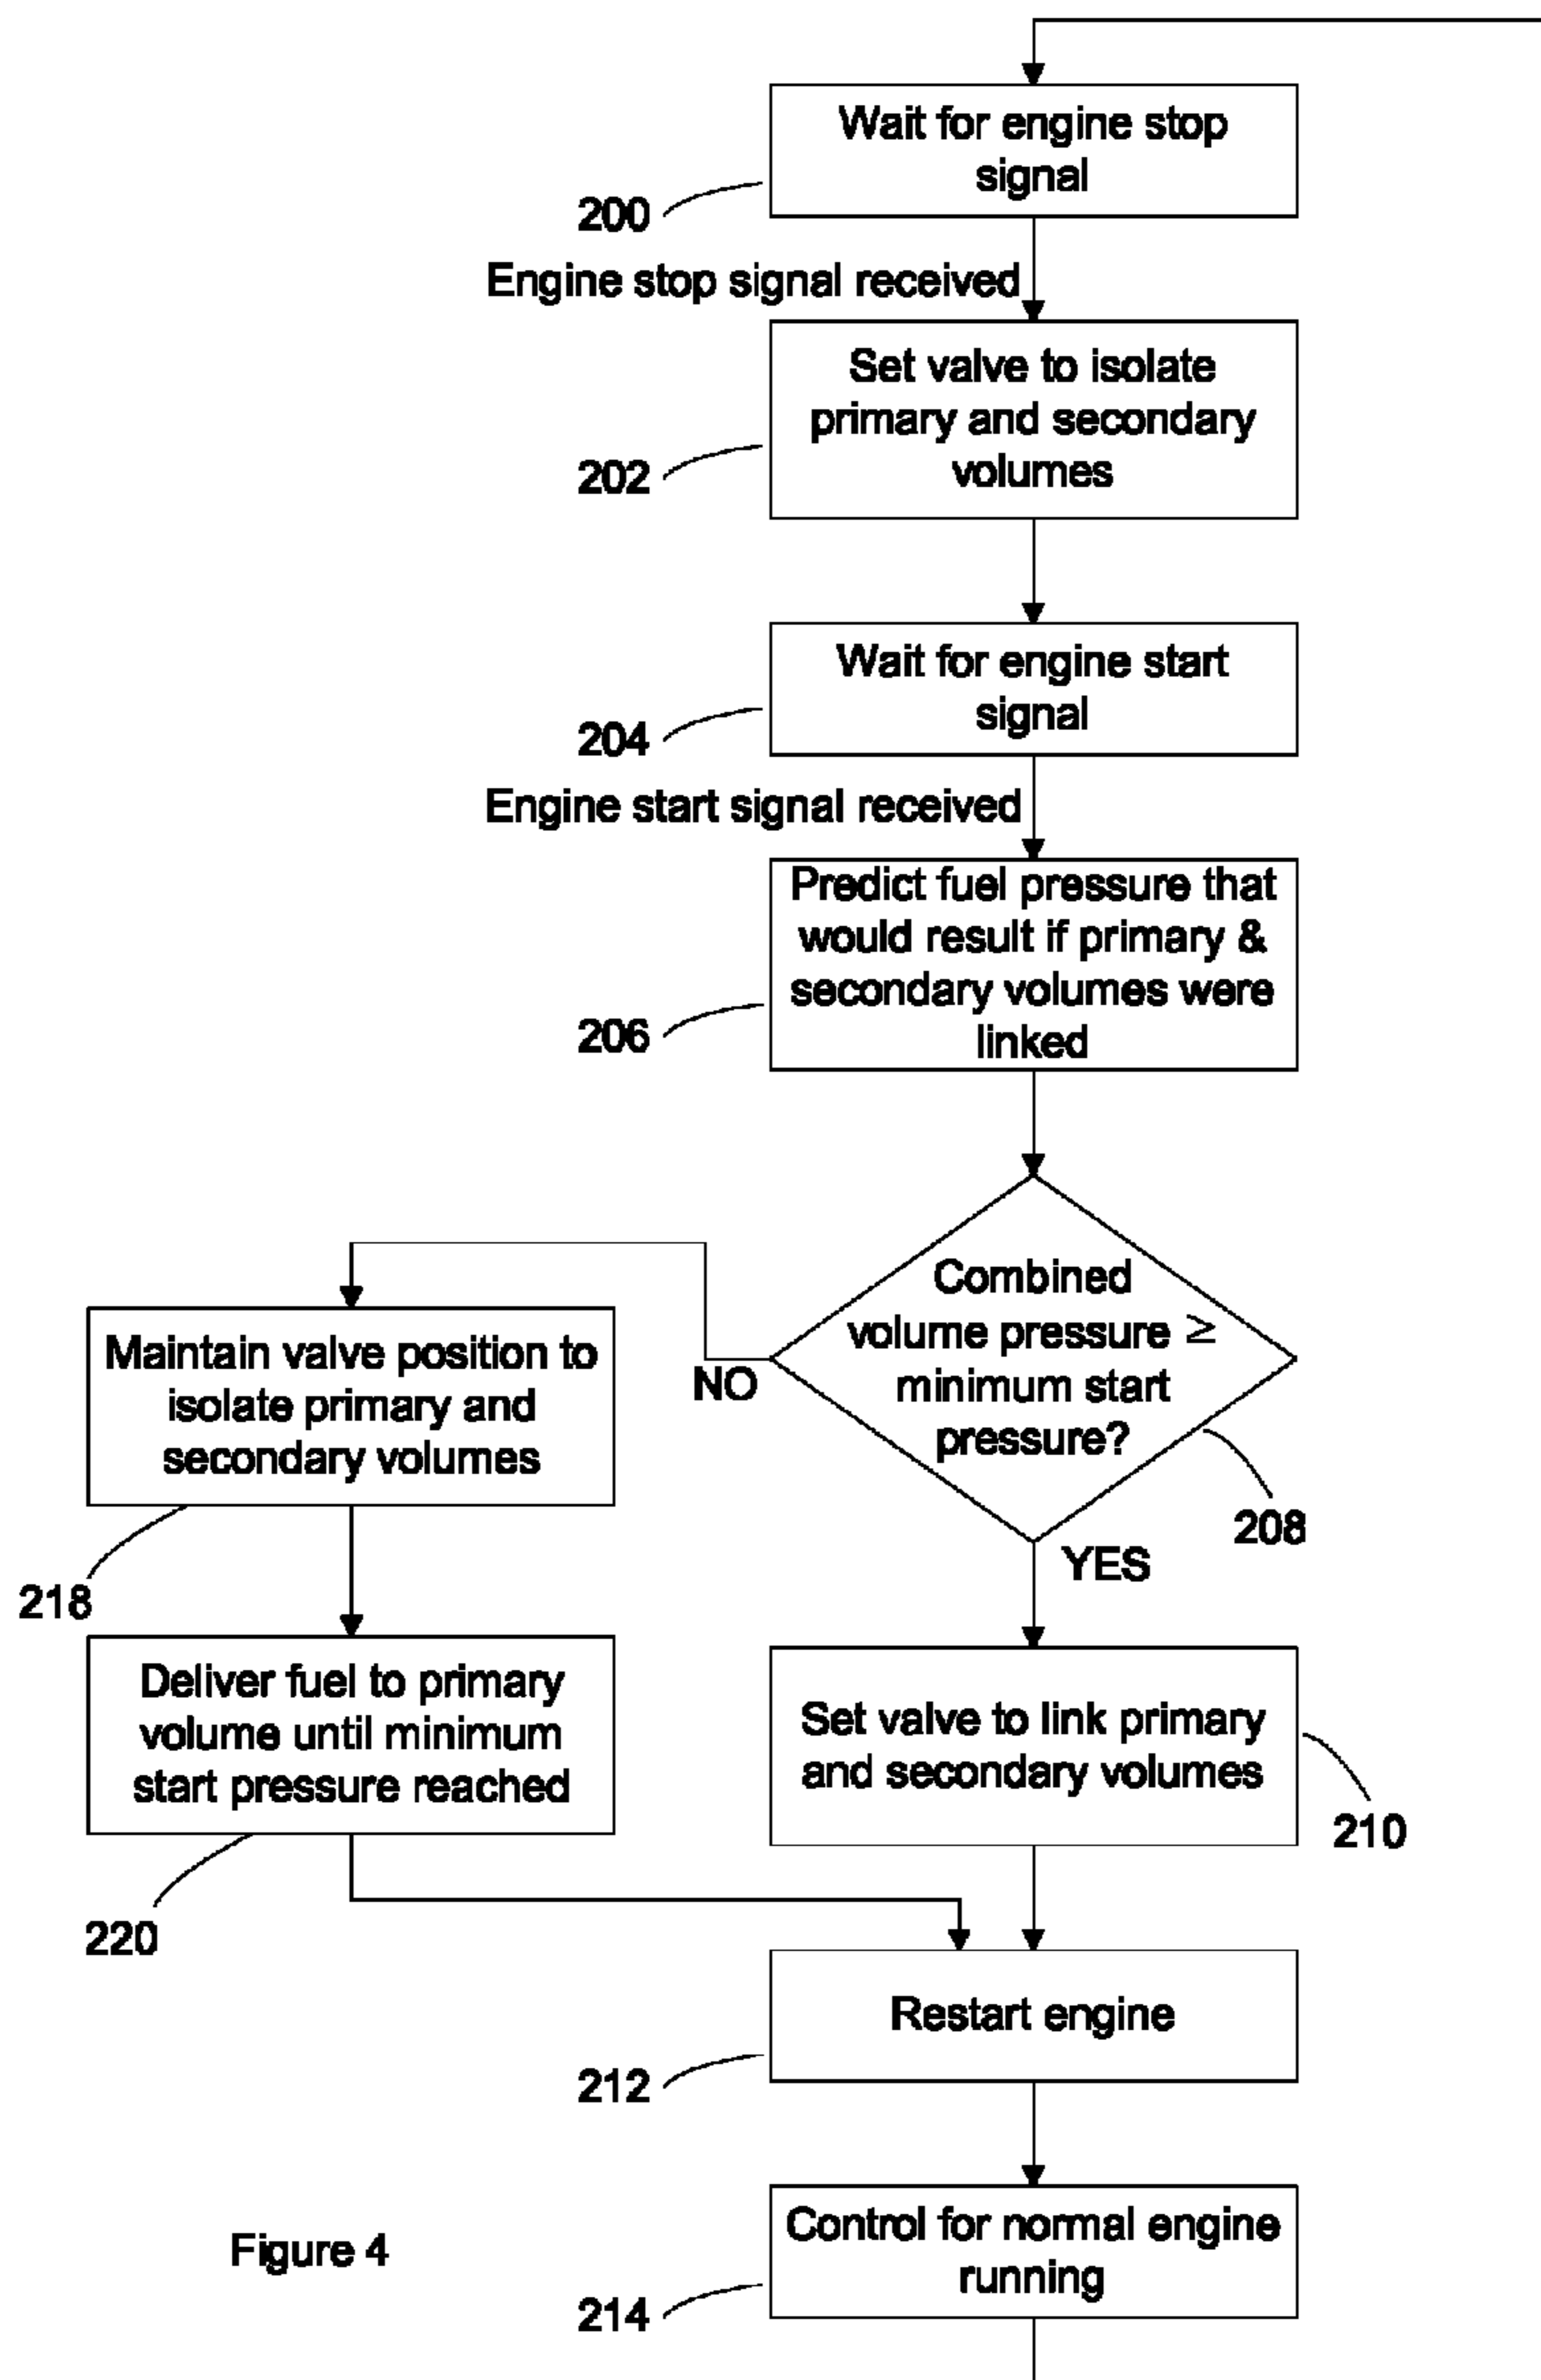 Wait for engine stop
signal
200
Engine stop signal received
Set valve to isolate
primary and secondary
volumes
202
Wait for engine start
signal
204
Engine start signal received
Predict fuel pressure that
would result if primary &
secondary volumes were
linked
206
Combined
volume pressure ≥
minimum start
pressure?
208
NO
YES
Maintain valve position to
isolate primary and
secondary volumes
218
Deliver fuel to primary
volume until minimum
start pressure reached
220
Set valve to link primary
and secondary volumes
210
Restart engine
212
Control for normal engine
running
214
Figure 4